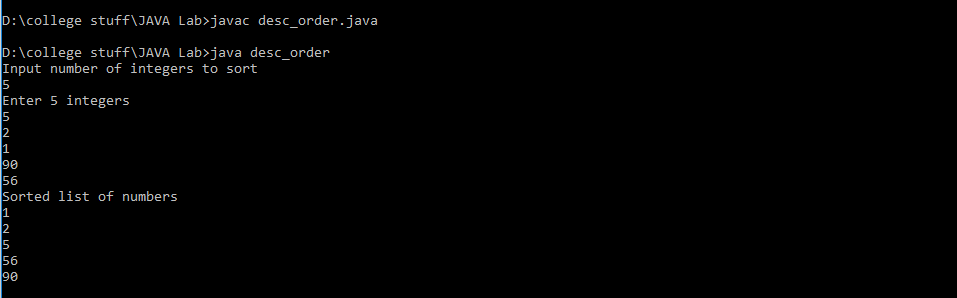 D:\college stuff\JAVA Lab>javac desc_order.java
D:\college stuff\JAVA Lab>java desc_order
Input number of integers to sort
5
Enter 5 integers
5
2
1
90
56
Sorted list of numbers
1
2
5
56
90